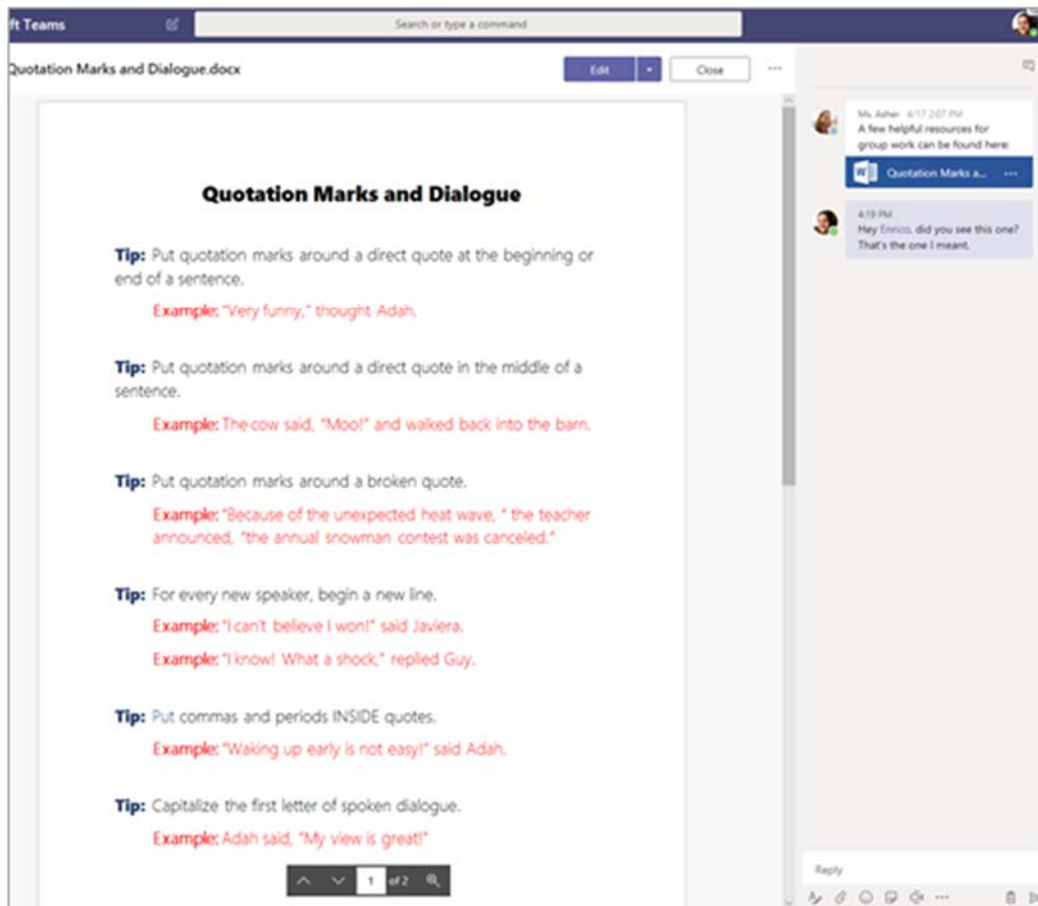 ft Teams
Search or type a command
Quotation Marks and Dialogue.docx
Edit
Close
Quotation Marks and Dialogue
Tip: Put quotation marks around a direct quote at the beginning or
end of a sentence.
Example: "Very funny," thought Adah.
Tip: Put quotation marks around a direct quote in the middle of a
sentence.
Example: The cow said, "Moo!" and walked back into the barn.
Tip: Put quotation marks around a broken quote.
Example: "Because of the unexpected heat wave, " the teacher
announced, "the annual snowman contest was canceled."
Tip: For every new speaker, begin a new line.
Example: "I can't believe I won!" said Javiera.
Example: "I know! What a shock," replied Guy.
Tip: Put commas and periods INSIDE quotes.
Example: "Waking up early is not easy!" said Adah.
Tip: Capitalize the first letter of spoken dialogue.
Example: Adah said, "My view is great!"
1 of 2
Ms. Asher 4/17 2:07 PM
A few helpful resources for
group work can be found here:
Quotation Marks a...
4:19 PM
Hey Enrico, did you see this one?
That's the one I meant.
Reply